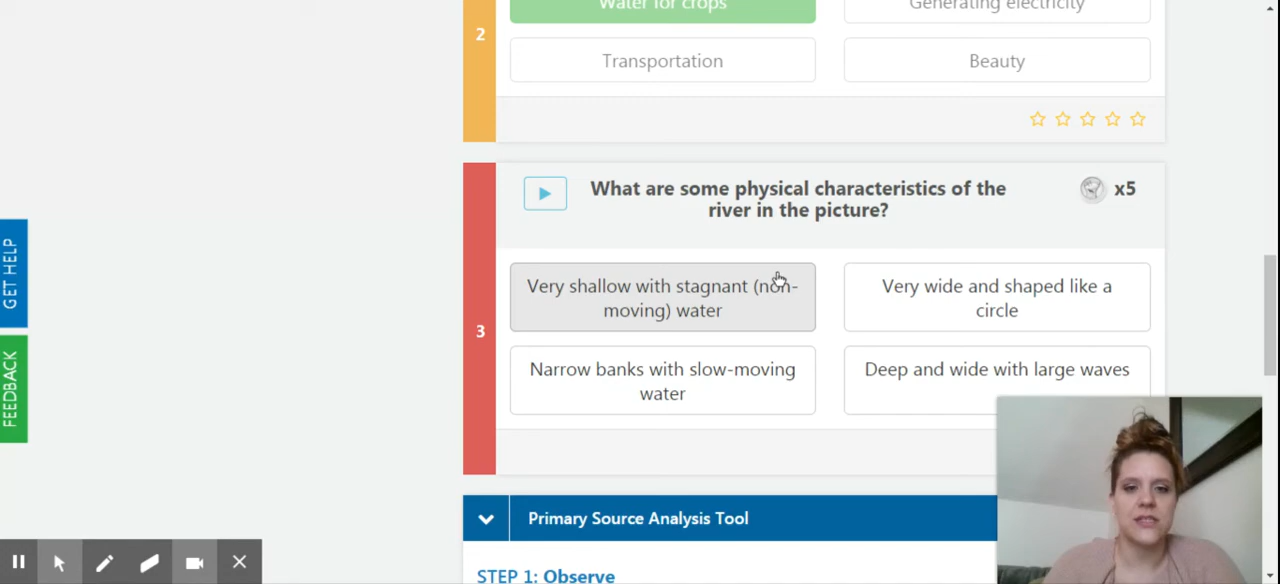 Water for crops
Generating electricity
2
Transportation
Beauty
What are some physical characteristics of the
river in the picture?
x5
Very shallow with stagnant (non-
moving) water
Very wide and shaped like a
circle
3
Narrow banks with slow-moving
water
Deep and wide with large waves
GET HELP
FEEDBACK
Primary Source Analysis Tool
STEP 1: Observe